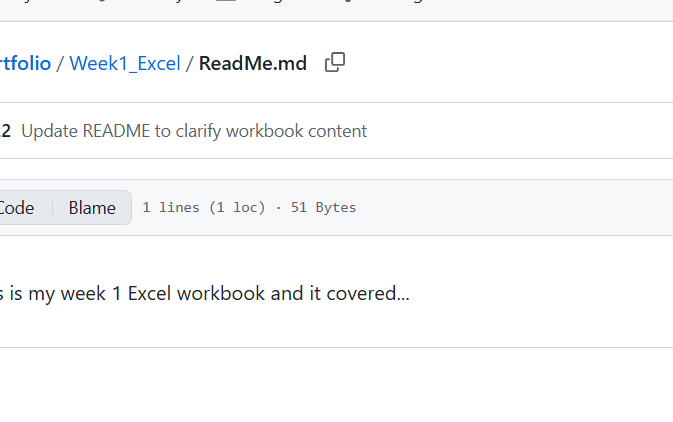 rtfolio / Week1_Excel / ReadMe.md
2 Update README to clarify workbook content
Code Blame 1 lines (1 loc) · 51 Bytes
s is my week 1 Excel workbook and it covered...